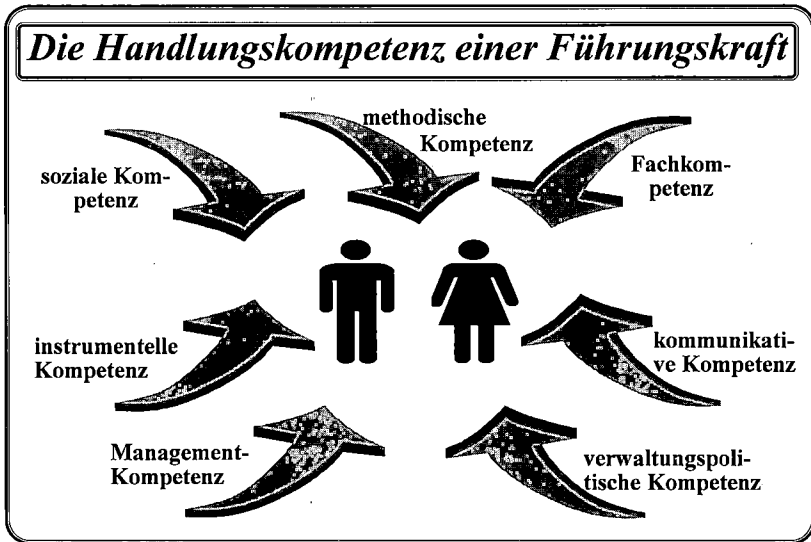 Die Handlungskompetenz einer Führungskraft
methodische
Kompetenz
soziale Kom-
petenz
Fachkom-
petenz
instrumentelle
Kompetenz
kommunikati-
ve Kompetenz
Management-
Kompetenz
verwaltungspoli-
tische Kompetenz